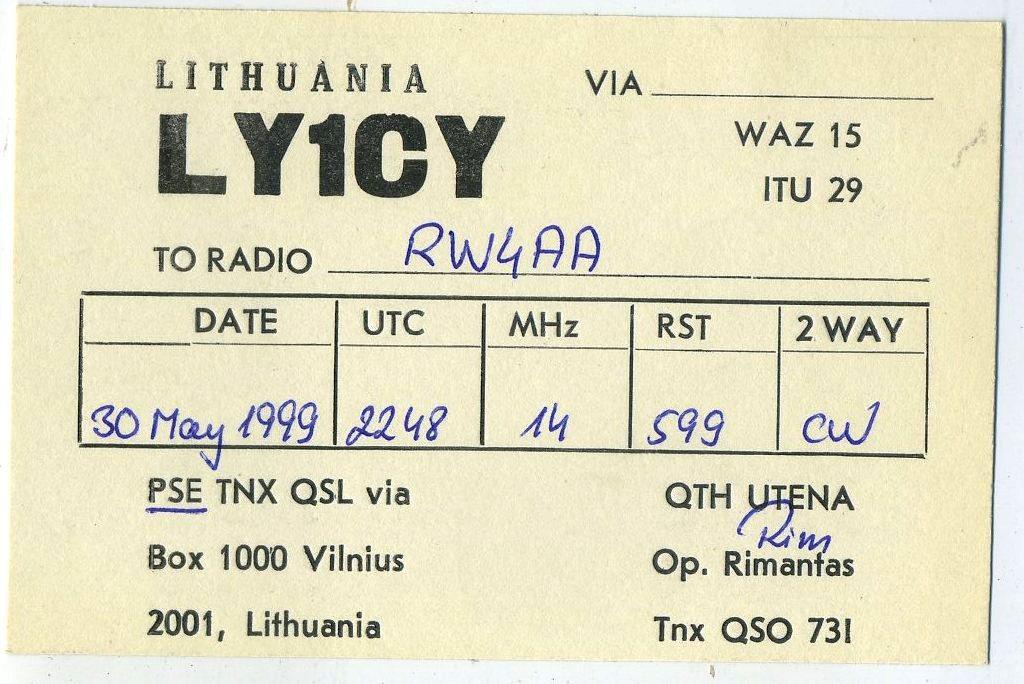 LITHUANIA
VIA
LY1CY
WAZ 15
ITU 29
TO RADIO RW4AA
DATE UTC MHz RST 2 WAY
30 May 1999 2248 14 599 CW
PSE TNX QSL via
QTH UTENA
Rim
Box 1000 Vilnius
Op. Rimantas
2001, Lithuania
Tnx QSO 73!